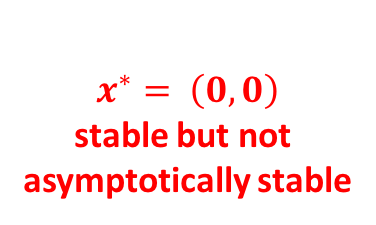 x* = (0,0)
stable but not
asymptotically stable